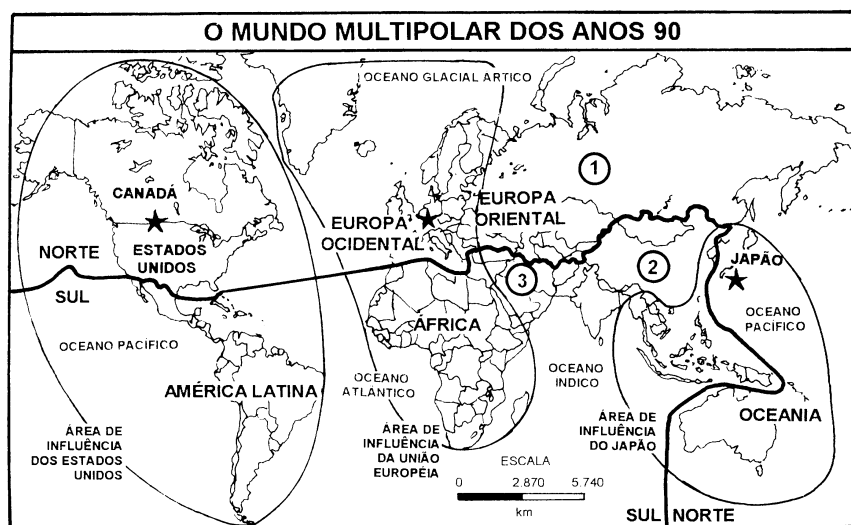 O MUNDO MULTIPOLAR DOS ANOS 90
OCEANO GLACIAL ÁRTICO
1
CANADÁ
EUROPA
ORIENTAL
EUROPA
OCIDENTAL
ESTADOS
UNIDOS
NORTE
SUL
3
2
JAPÃO
OCEANO
PACÍFICO
ÁFRICA
OCEANO PACÍFICO
OCEANO
ATLÂNTICO
OCEANO
INDICO
AMÉRICA LATINA
OCEANIA
ÁREA DE
INFLUÊNCIA
DOS ESTADOS
UNIDOS
ÁREA DE
INFLUÊNCIA
DA UNIÃO
EUROPÉIA
ÁREA DE
INFLUÊNCIA
DO JAPÃO
ESCALA
0 2.870 5.740
km
SUL NORTE